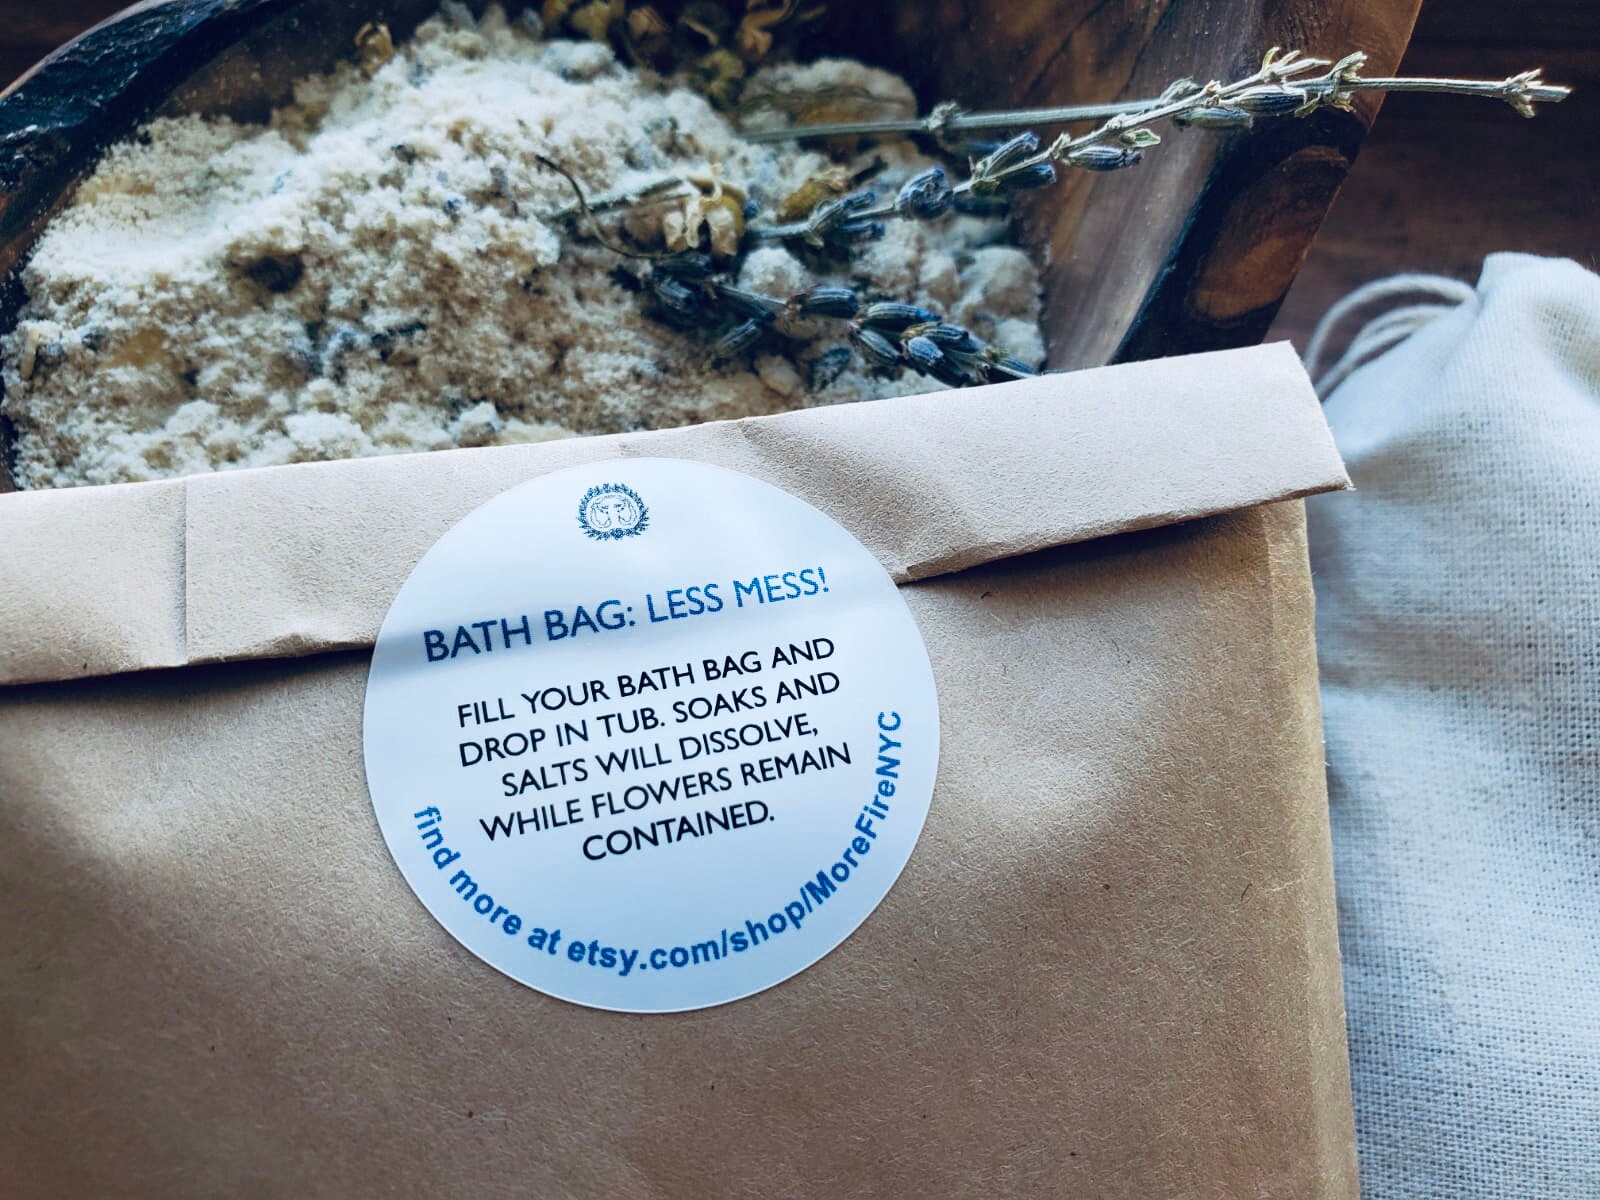 BATH BAG: LESS MESS!
FILL YOUR BATH BAG AND
DROP IN TUB. SOAKS AND
SALTS WILL DISSOLVE,
WHILE FLOWERS REMAIN
CONTAINED.
find more at etsy.com/shop/MoreFireNYC